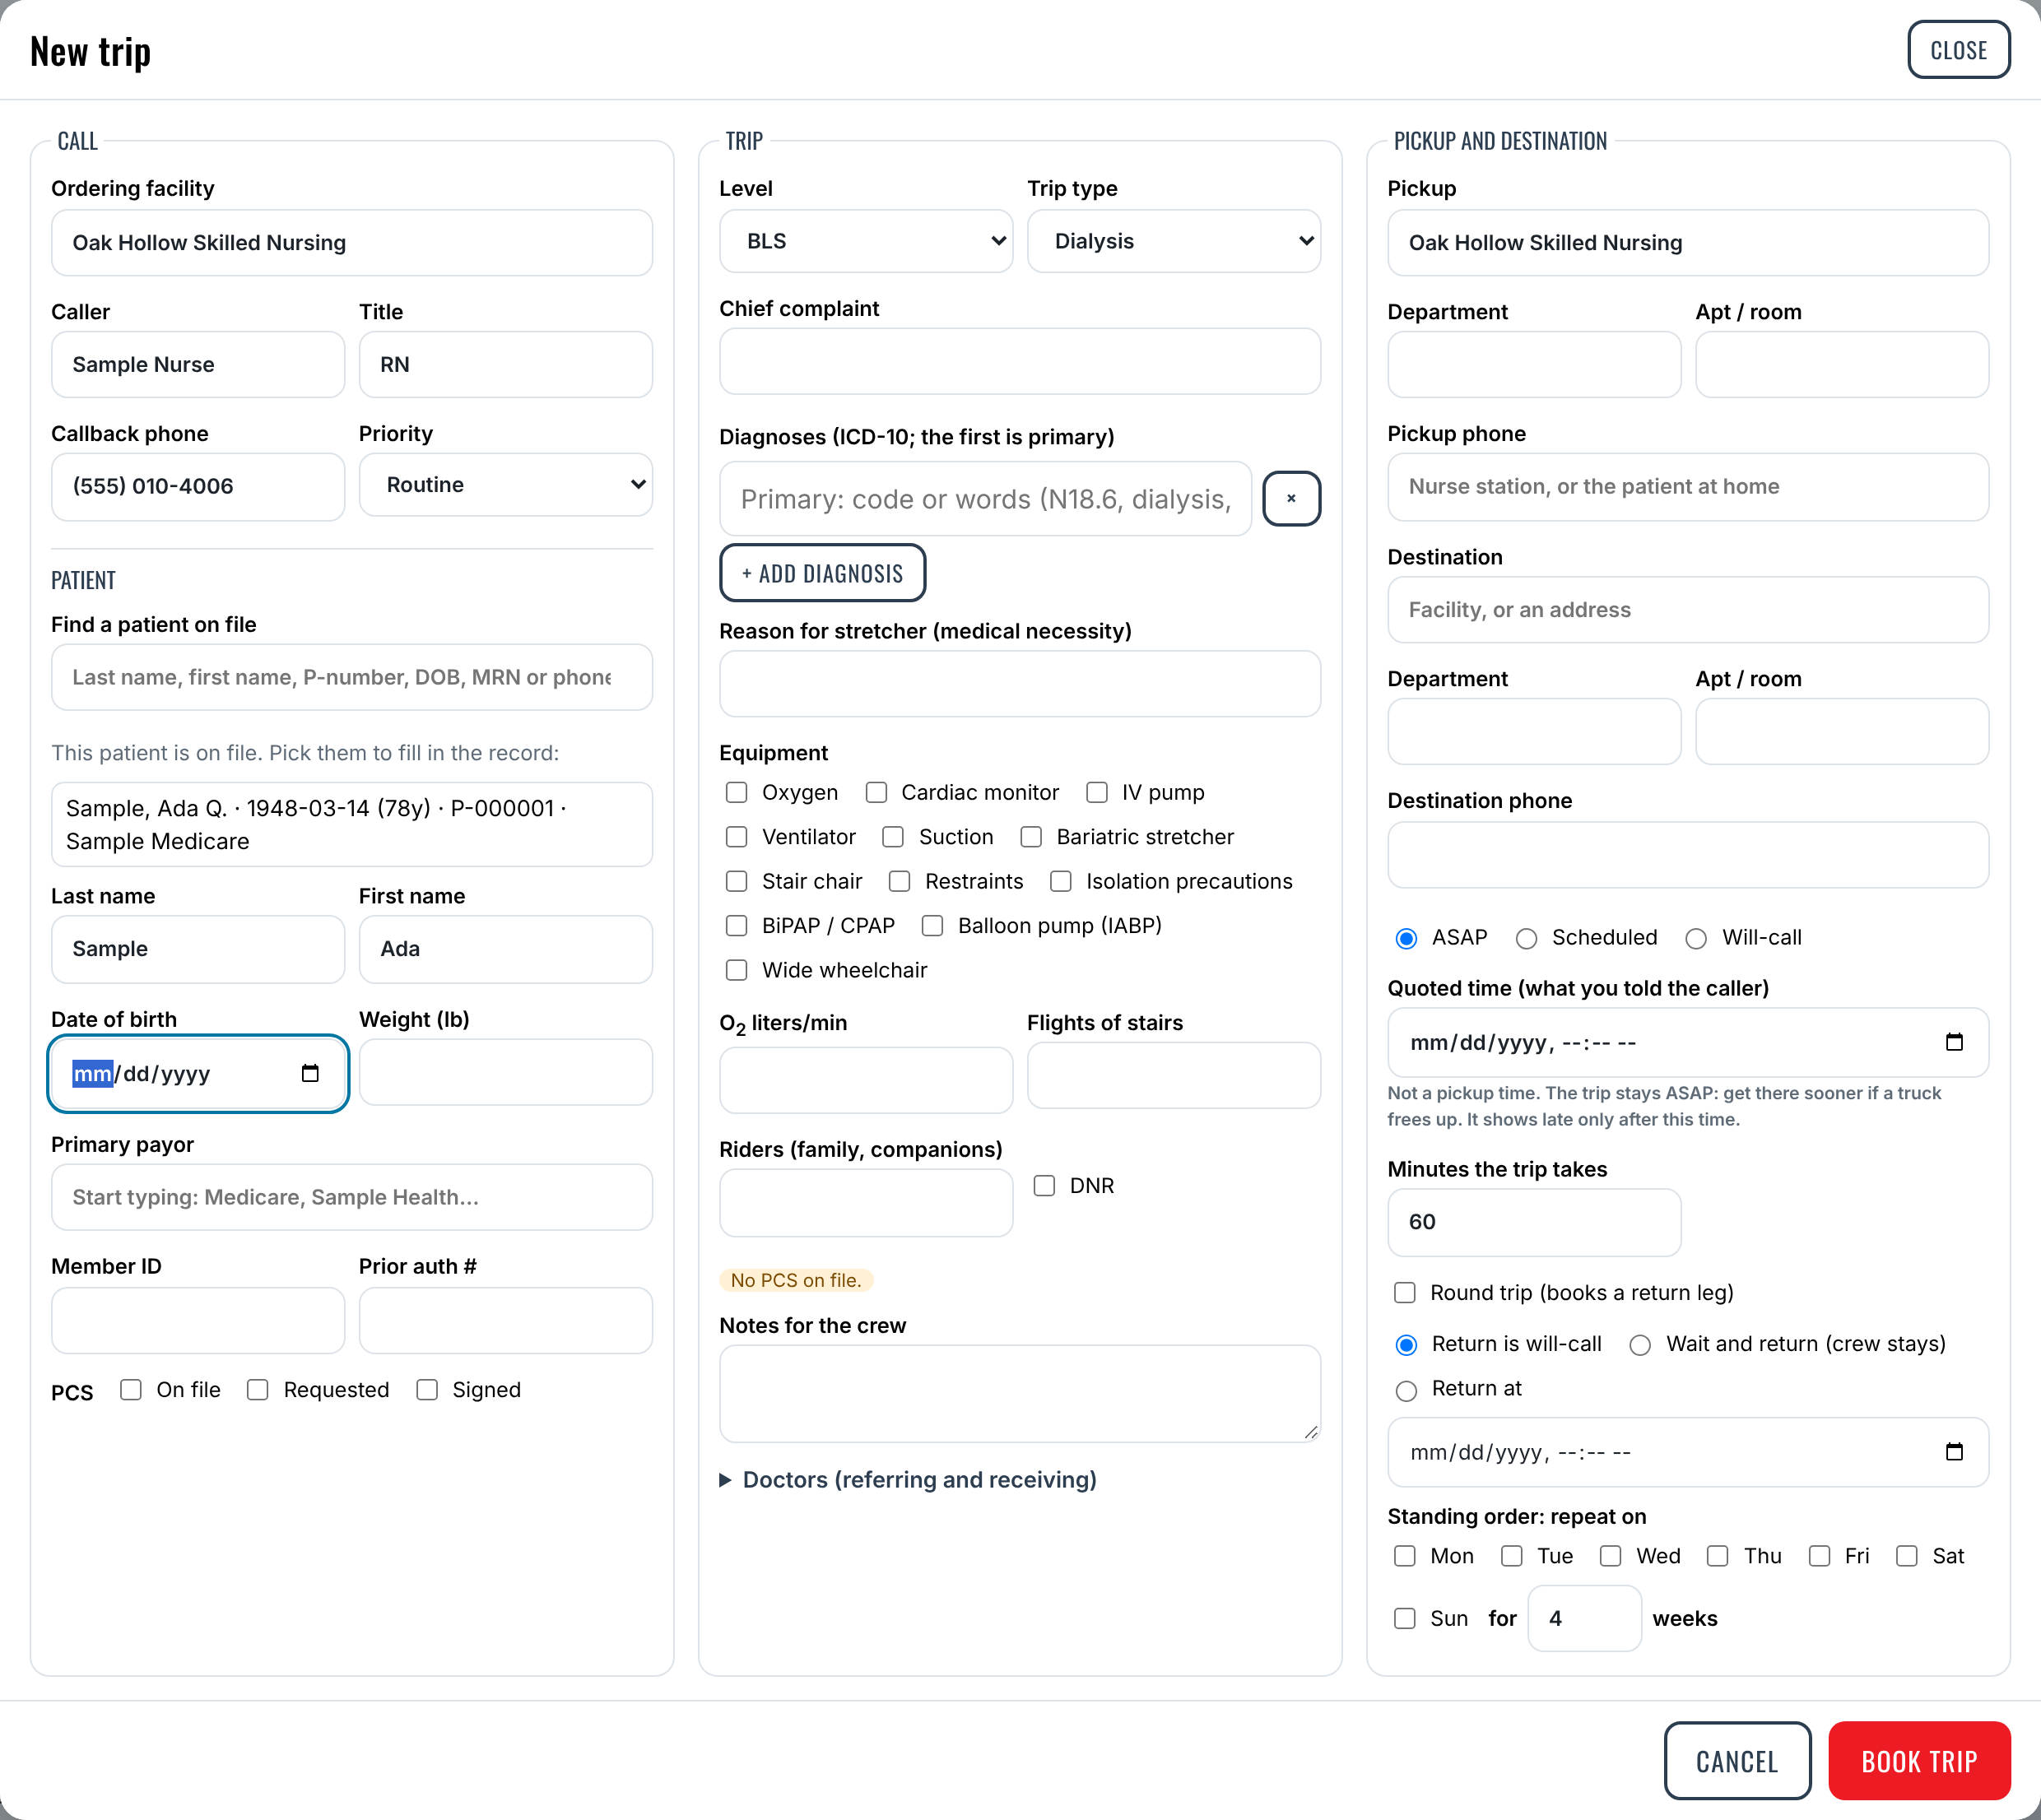 New trip
CLOSE
CALL
Ordering facility
Oak Hollow Skilled Nursing
Caller
Title
Sample Nurse
RN
Callback phone
Priority
(555) 010-4006
Routine
PATIENT
Find a patient on file
Last name, first name, P-number, DOB, MRN or phone
This patient is on file. Pick them to fill in the record:
Sample, Ada Q. · 1948-03-14 (78y) · P-000001 ·
Sample Medicare
Last name
First name
Sample
Ada
Date of birth
Weight (lb)
mm/dd/yyyy
Primary payor
Start typing: Medicare, Sample Health...
Member ID
Prior auth #
PCS
On file
Requested
Signed
TRIP
Level
Trip type
BLS
Dialysis
Chief complaint
Diagnoses (ICD-10; the first is primary)
Primary: code or words (N18.6, dialysis,
×
+ ADD DIAGNOSIS
Reason for stretcher (medical necessity)
Equipment
Oxygen
Cardiac monitor
IV pump
Ventilator
Suction
Bariatric stretcher
Stair chair
Restraints
Isolation precautions
BiPAP / CPAP
Balloon pump (IABP)
Wide wheelchair
O₂ liters/min
Flights of stairs
Riders (family, companions)
DNR
No PCS on file.
Notes for the crew
Doctors (referring and receiving)
PICKUP AND DESTINATION
Pickup
Oak Hollow Skilled Nursing
Department
Apt / room
Pickup phone
Nurse station, or the patient at home
Destination
Facility, or an address
Department
Apt / room
Destination phone
ASAP
Scheduled
Will-call
Quoted time (what you told the caller)
mm/dd/yyyy, --:-- --
Not a pickup time. The trip stays ASAP: get there sooner if a truck
frees up. It shows late only after this time.
Minutes the trip takes
60
Round trip (books a return leg)
Return is will-call
Wait and return (crew stays)
Return at
mm/dd/yyyy, --:-- --
Standing order: repeat on
Mon
Tue
Wed
Thu
Fri
Sat
Sun
for
4
weeks
CANCEL
BOOK TRIP